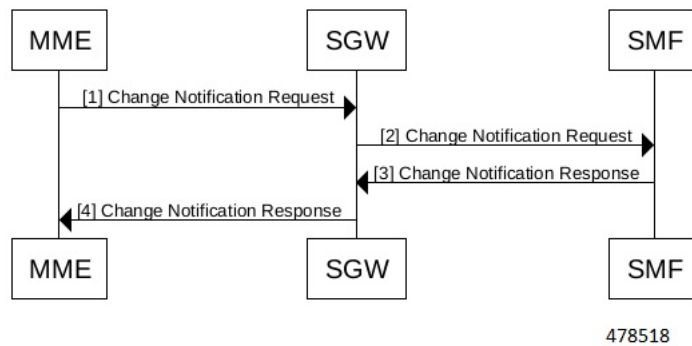 MME SGW SMF
[1] Change Notification Request
[2] Change Notification Request
[3] Change Notification Response
[4] Change Notification Response
MME SGW SMF
478518